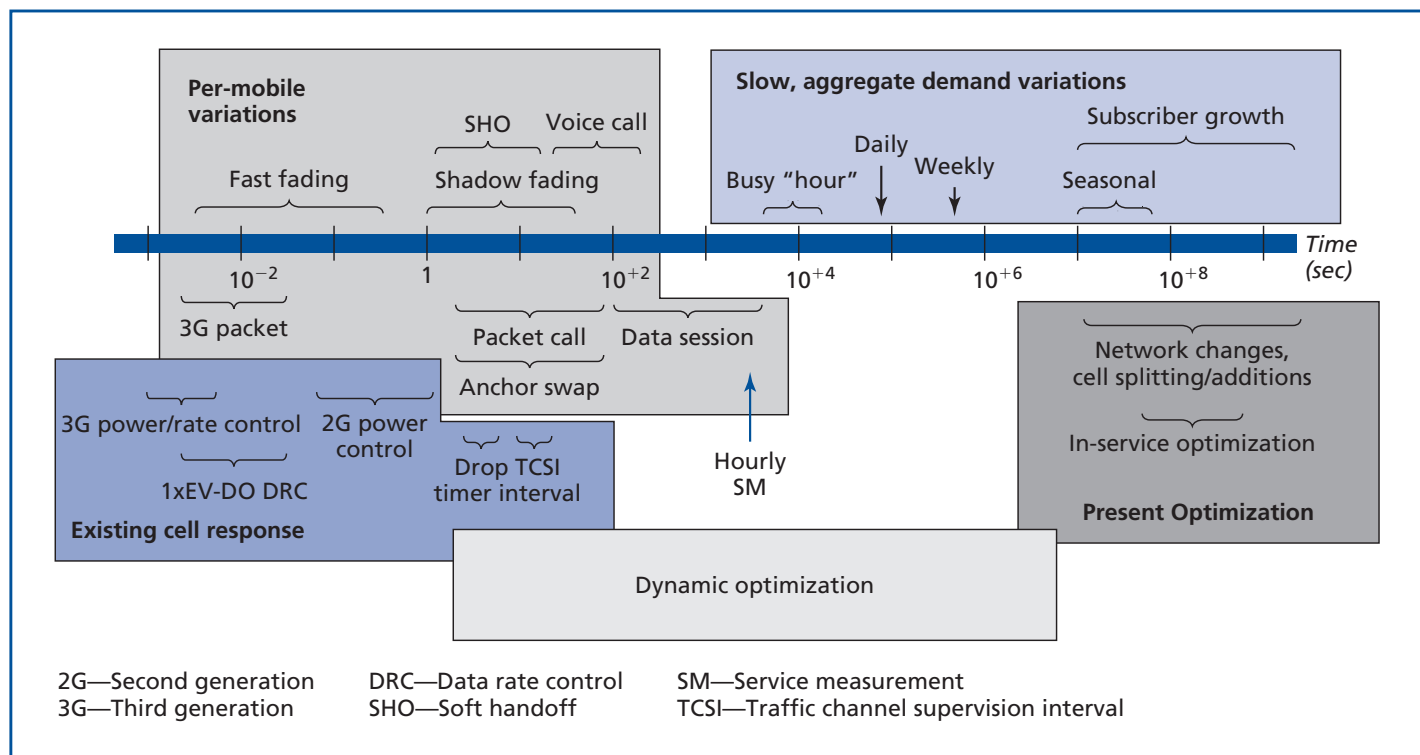 Per-mobile
variations
Slow, aggregate demand variations
SHO
Voice call
Subscriber growth
Daily
Fast fading
Shadow fading
Busy “hour”
Weekly
Seasonal
Time
(sec)
10−2
1
10+2
10+4
10+6
10+8
3G packet
Packet call
Data session
Anchor swap
Network changes,
cell splitting/additions
3G power/rate control
2G power
control
In-service optimization
Drop TCSI
timer interval
Hourly
SM
1xEV-DO DRC
Existing cell response
Present Optimization
Dynamic optimization
2G—Second generation
3G—Third generation
DRC—Data rate control
SHO—Soft handoff
SM—Service measurement
TCSI—Traffic channel supervision interval